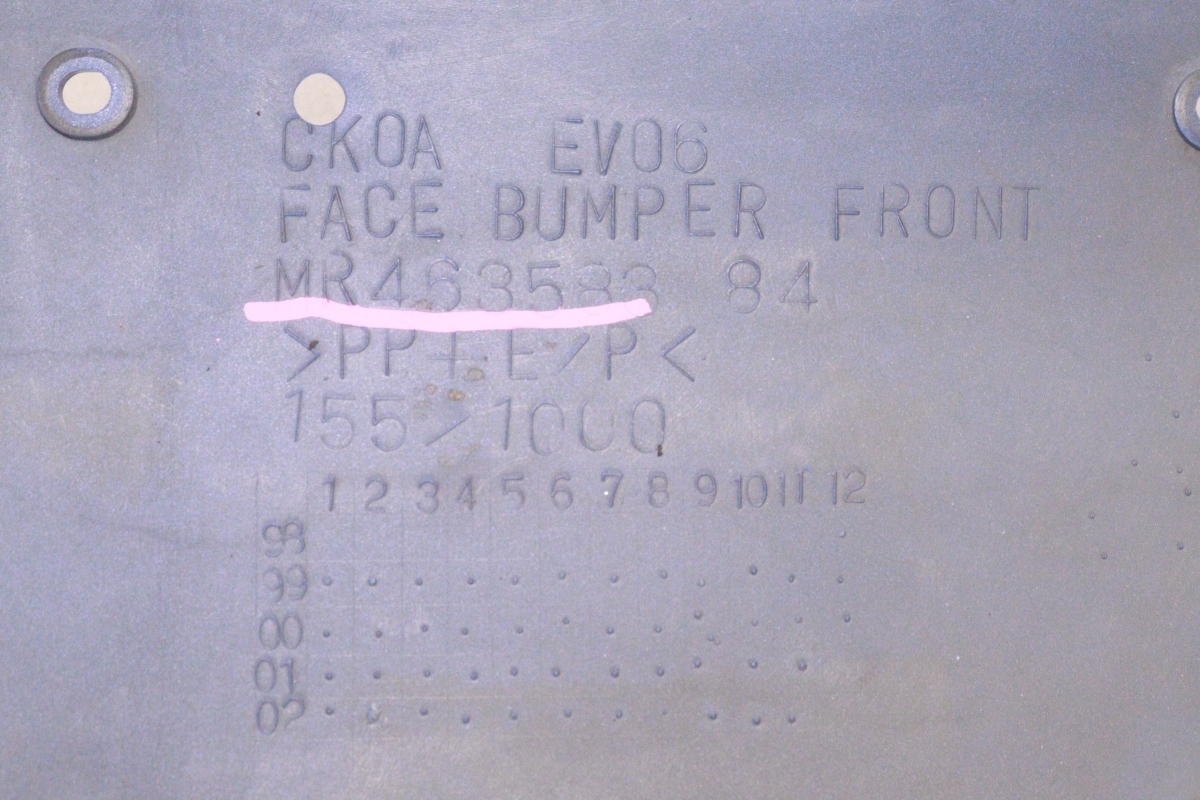 CK0A EV06
FACE BUMPER FRONT
MR463583 84
>PP+E/P<
155/1000
1 2 3 4 5 6 7 8 9 10 11 12
98
99
00
01
02